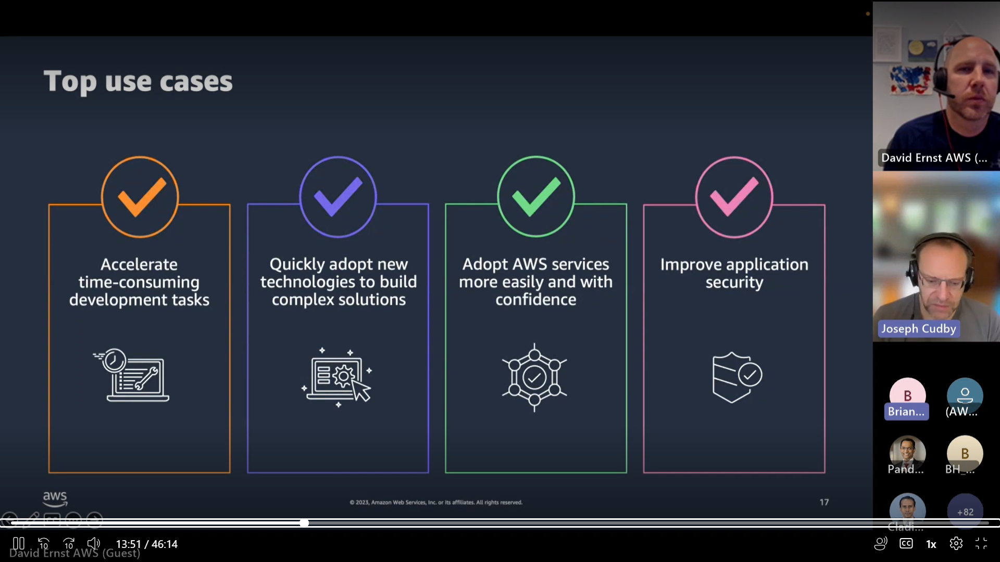 Top use cases
Accelerate
time-consuming
development tasks
Quickly adopt new
technologies to build
complex solutions
Adopt AWS services
more easily and with
confidence
Improve application
security
aws
© 2023, Amazon Web Services, Inc. or its affiliates. All rights reserved.
17
David Ernst AWS (...
Joseph Cudby
B
Brian...
(AW...
Pand...
B
BH_...
Cladi...
+82
10
10
13:51 / 46:14
CC
1x
David Ernst AWS (Guest)